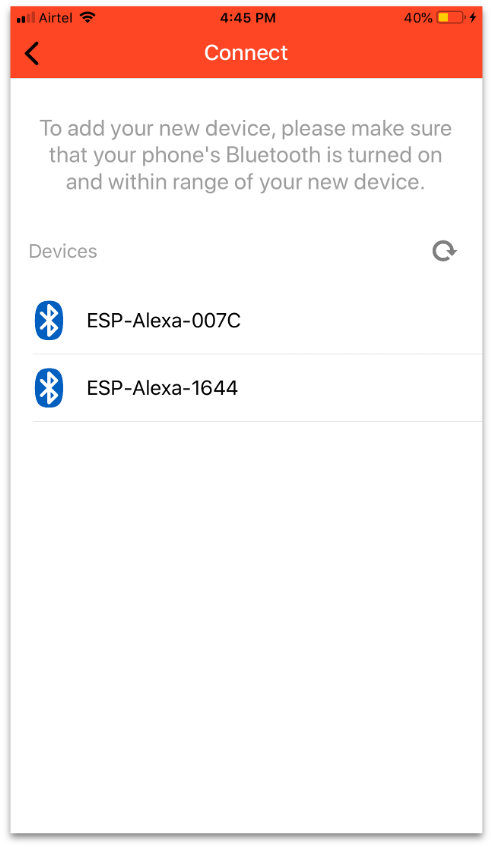 Airtel 4:45 PM 40%
Connect
To add your new device, please make sure
that your phone's Bluetooth is turned on
and within range of your new device.
Devices
ESP-Alexa-007C
ESP-Alexa-1644